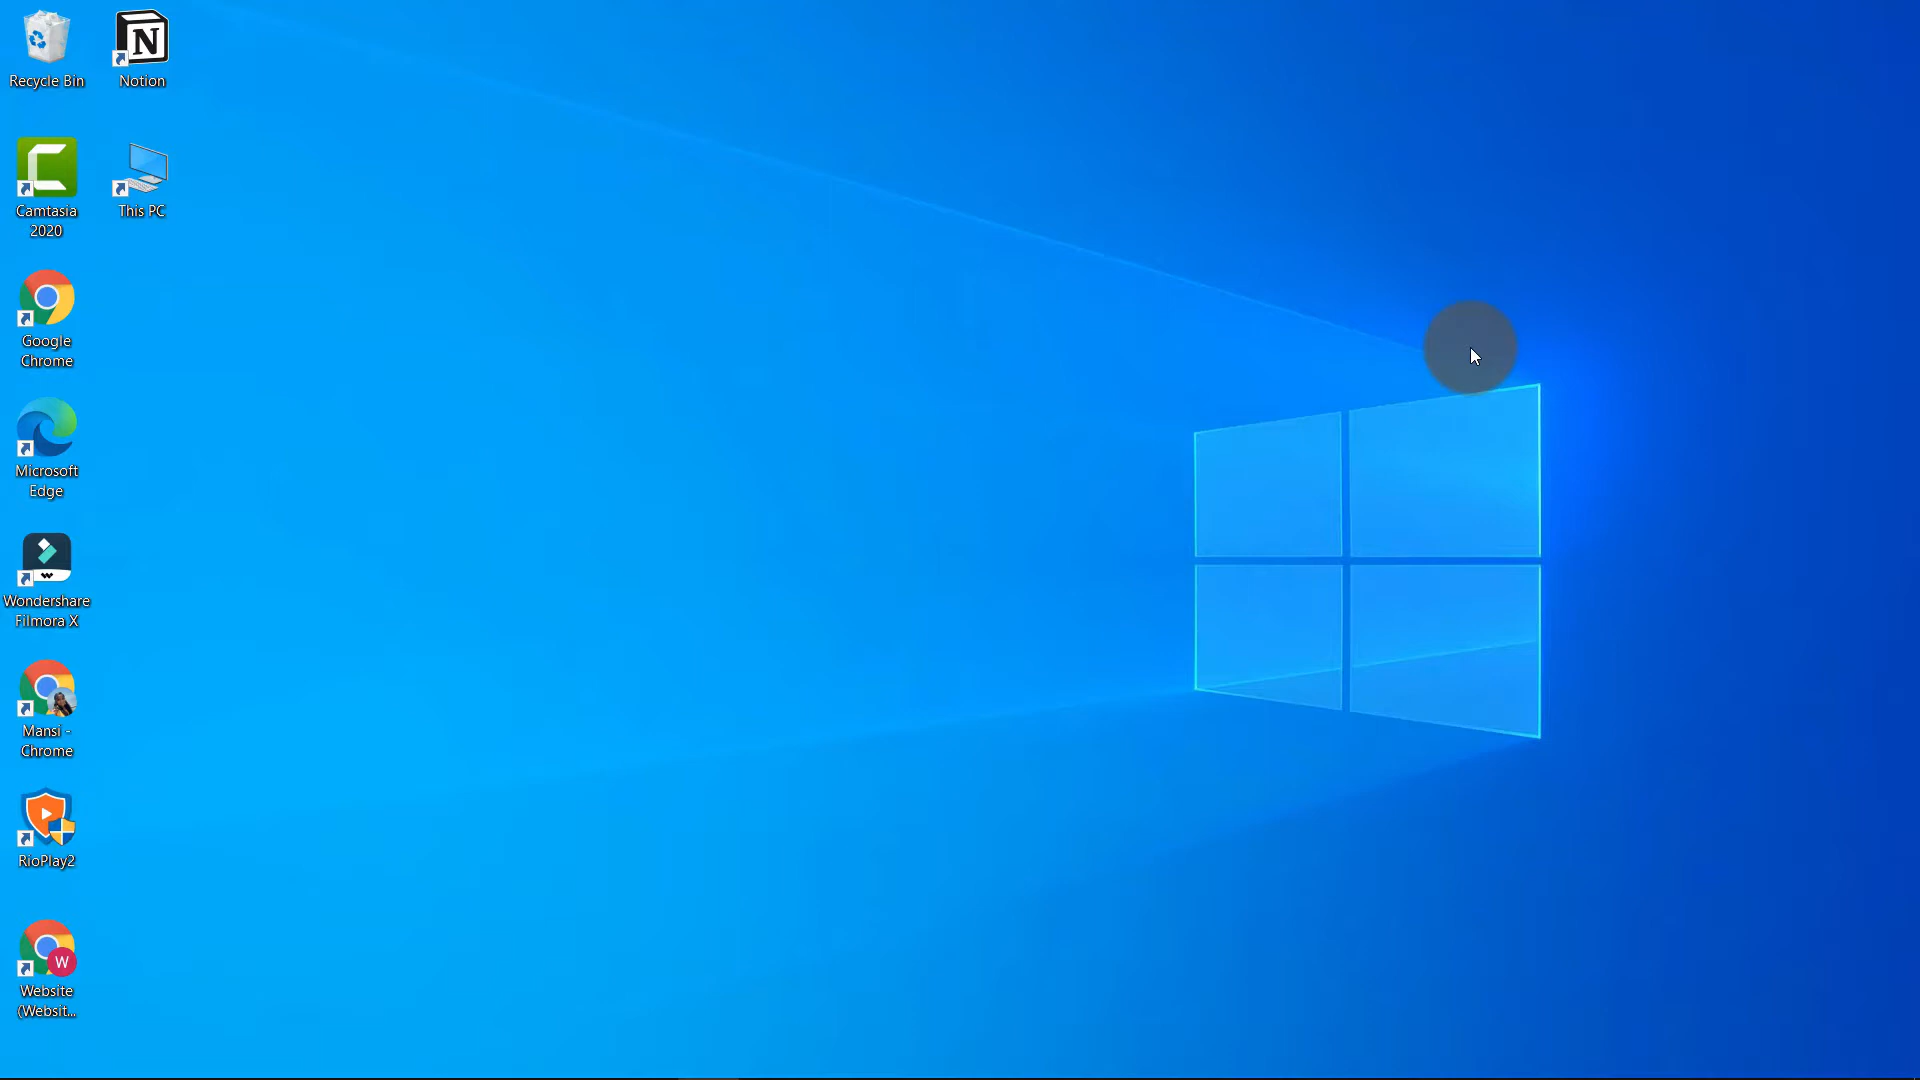 Recycle Bin
N
Notion
Camtasia
2020
This PC
Google
Chrome
Microsoft
Edge
Wondershare
Filmora X
Mansi -
Chrome
RioPlay2
W
Website
(Websit...